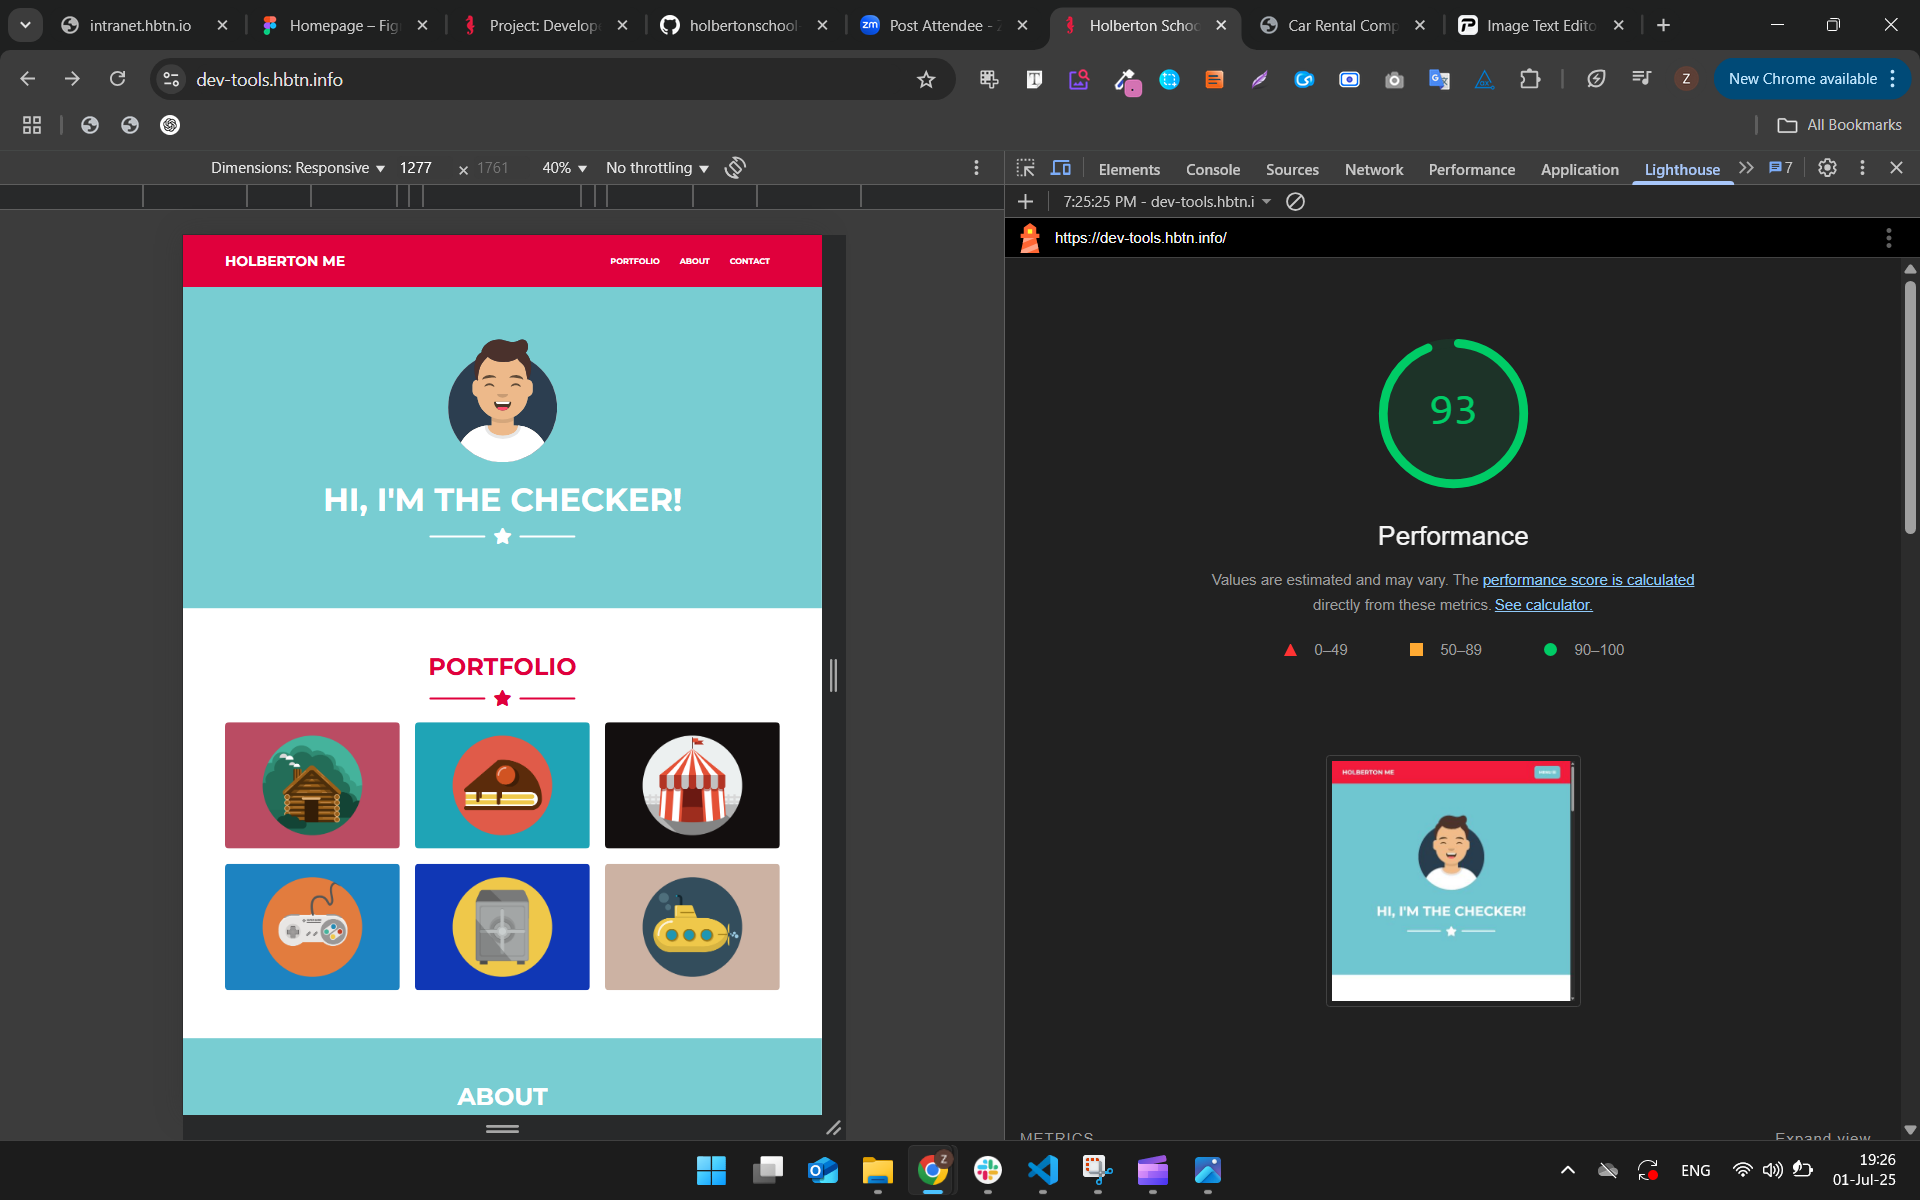 intranet.hbtn.io
Homepage – Fig
Project: Develop
holbertonschool-
zm Post Attendee - Z
Holberton Schoo
Car Rental Comp
Image Text Edito
dev-tools.hbtn.info
Z
New Chrome available
All Bookmarks
Dimensions: Responsive 1277 × 1761 40% No throttling
Elements Console Sources Network Performance Application Lighthouse 7
7:25:25 PM - dev-tools.hbtn.i
https://dev-tools.hbtn.info/
HOLBERTON ME
PORTFOLIO ABOUT CONTACT
HI, I'M THE CHECKER!
PORTFOLIO
ABOUT
93
Performance
Values are estimated and may vary. The performance score is calculated
directly from these metrics. See calculator.
0–49 50–89 90–100
HOLBERTON ME
HI, I'M THE CHECKER!
METRICS Expand view
ENG
19:26
01-Jul-25